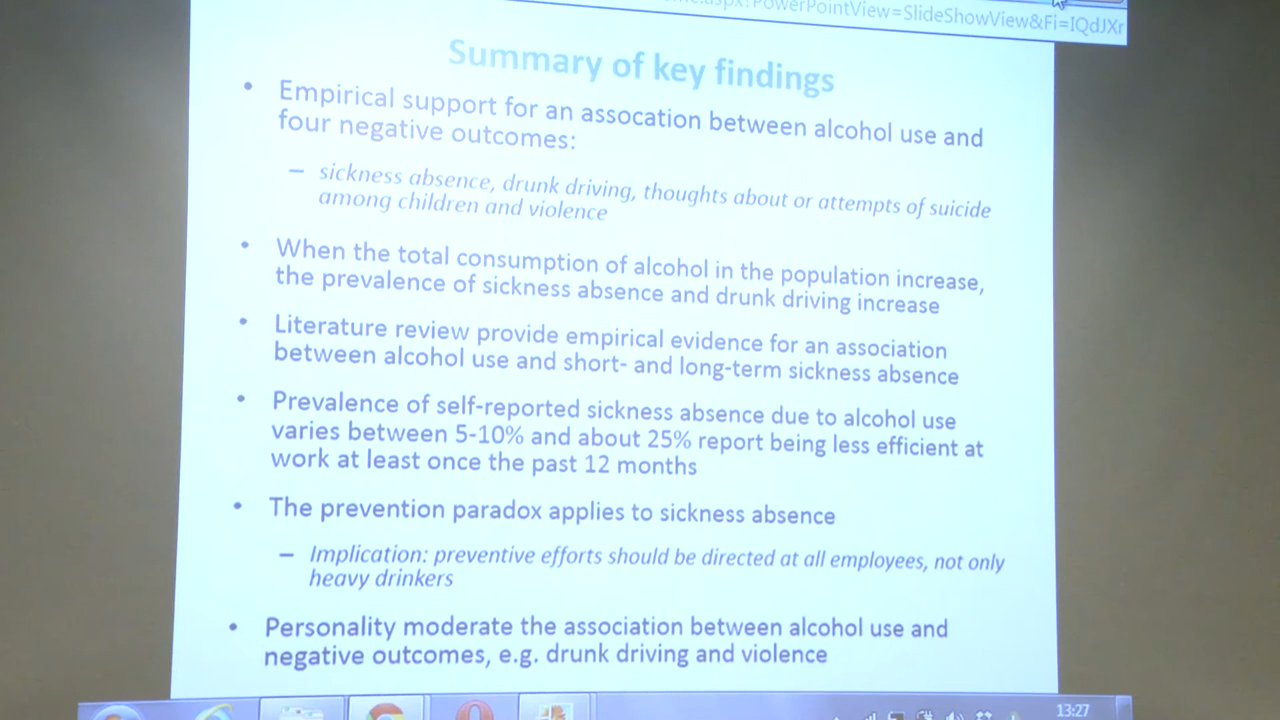 PowerPointView=SlideShowView&Fi=IQdJXr
Summary of key findings
• Empirical support for an assocation between alcohol use and
four negative outcomes:
– sickness absence, drunk driving, thoughts about or attempts of suicide
among children and violence
• When the total consumption of alcohol in the population increase,
the prevalence of sickness absence and drunk driving increase
• Literature review provide empirical evidence for an association
between alcohol use and short- and long-term sickness absence
• Prevalence of self-reported sickness absence due to alcohol use
varies between 5-10% and about 25% report being less efficient at
work at least once the past 12 months
• The prevention paradox applies to sickness absence
– Implication: preventive efforts should be directed at all employees, not only
heavy drinkers
• Personality moderate the association between alcohol use and
negative outcomes, e.g. drunk driving and violence
13:27